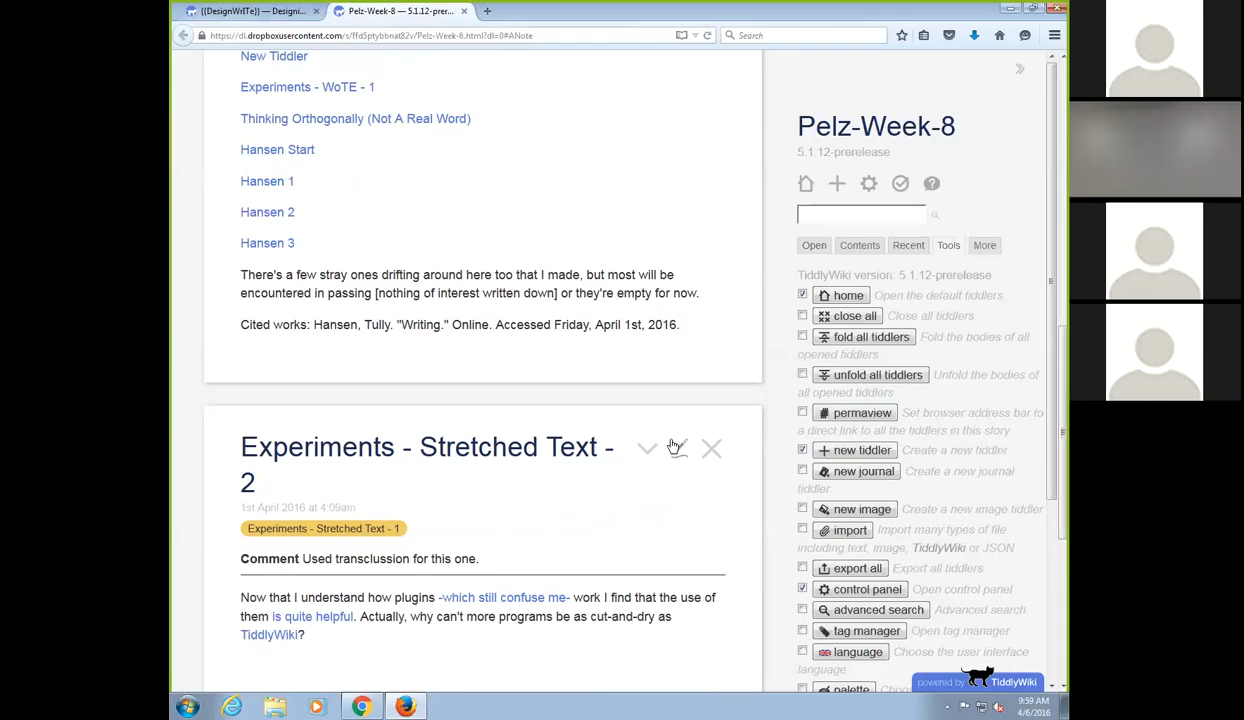 {{DesignWriTe}} — Designi...
Pelz-Week-8 — 5.1.12-prer...
https://dl.dropboxusercontent.com/s/ffd5ptybbnat82v/Pelz-Week-8.html?dl=0#ANote
Search
New Tiddler
Experiments - WoTE - 1
Thinking Orthogonally (Not A Real Word)
Hansen Start
Hansen 1
Hansen 2
Hansen 3
There's a few stray ones drifting around here too that I made, but most will be
encountered in passing [nothing of interest written down] or they're empty for now.
Cited works: Hansen, Tully. "Writing." Online. Accessed Friday, April 1st, 2016.
Experiments - Stretched Text -
2
1st April 2016 at 4:09am
Experiments - Stretched Text - 1
Comment Used transclussion for this one.
Now that I understand how plugins -which still confuse me- work I find that the use of
them is quite helpful. Actually, why can't more programs be as cut-and-dry as
TiddlyWiki?
Pelz-Week-8
5.1.12-prerelease
Open
Contents
Recent
Tools
More
TiddlyWiki version: 5.1.12-prerelease
home Open the default tiddlers
close all Close all tiddlers
fold all tiddlers Fold the bodies of all
opened tiddlers
unfold all tiddlers Unfold the bodies of
all opened tiddlers
permaview Set browser address bar to
a direct link to all the tiddlers in this story
new tiddler Create a new tiddler
new journal Create a new journal
tiddler
new image Create a new image tiddler
import Import many types of file
including text, image, TiddlyWiki or JSON
export all Export all tiddlers
control panel Open control panel
advanced search Advanced search
tag manager Open tag manager
language Choose the user interface
language
palette
powered by TiddlyWiki
9:59 AM
4/6/2016